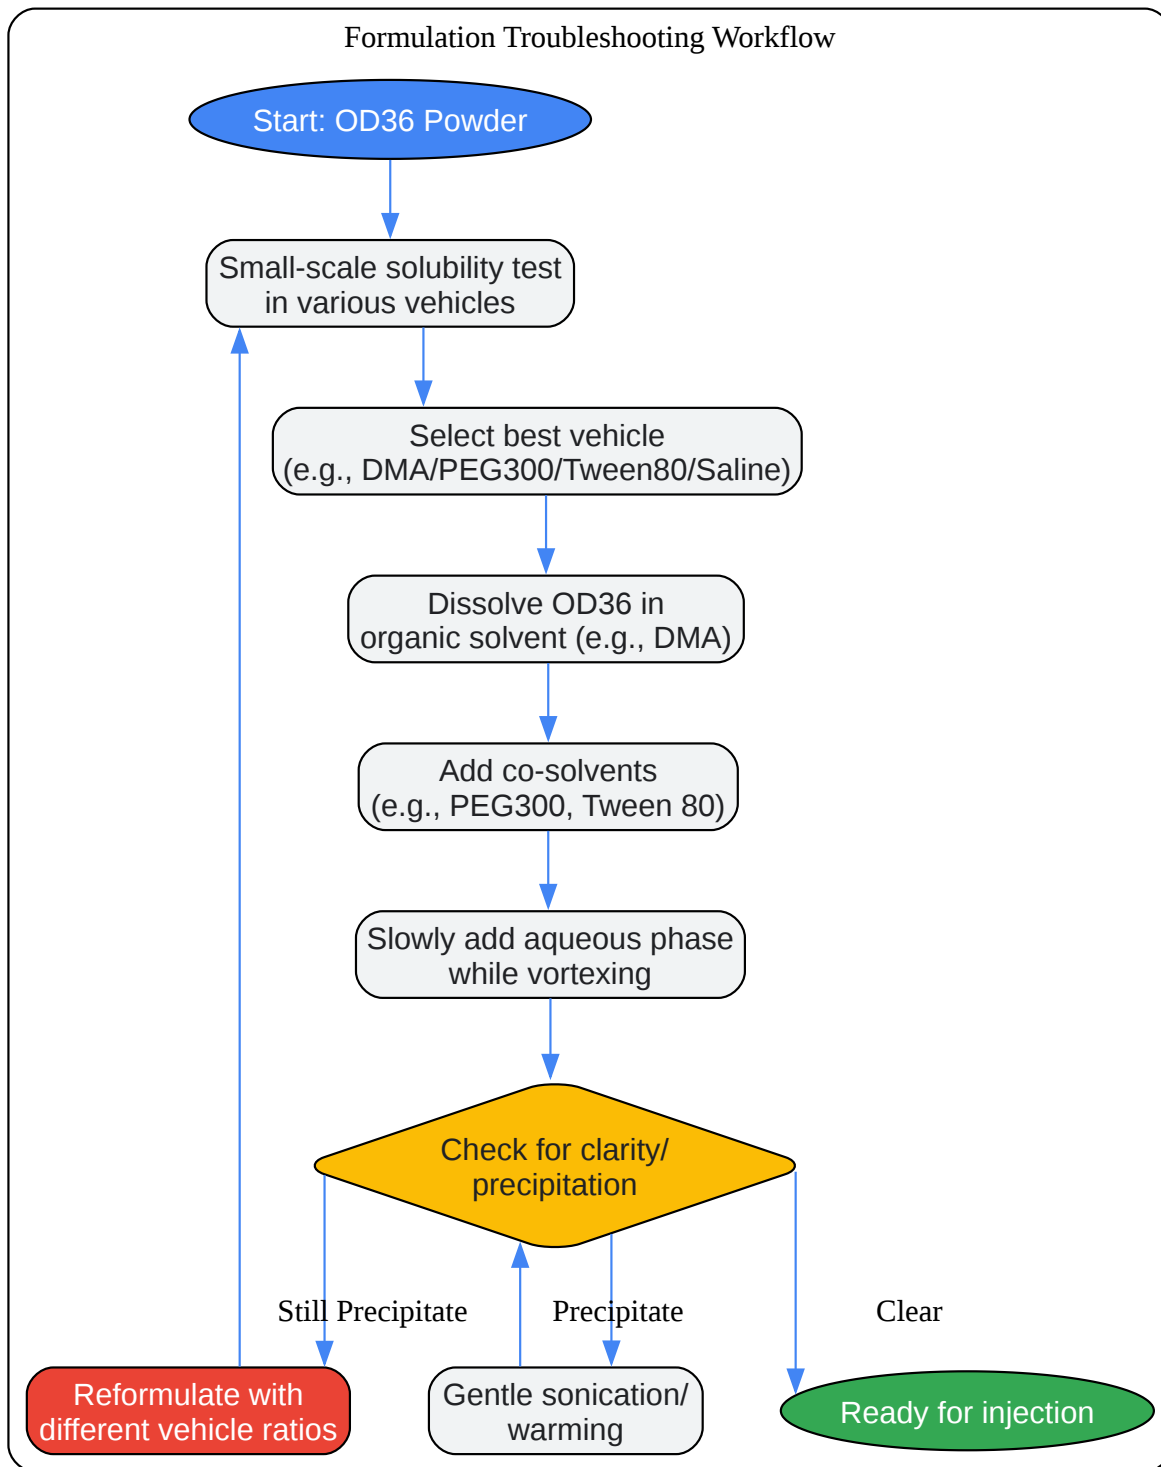 Formulation Troubleshooting Workflow
Start: OD36 Powder
Small-scale solubility test
in various vehicles
Select best vehicle
(e.g., DMA/PEG300/Tween80/Saline)
Dissolve OD36 in
organic solvent (e.g., DMA)
Add co-solvents
(e.g., PEG300, Tween 80)
Slowly add aqueous phase
while vortexing
Check for clarity/
precipitation
Still Precipitate
Precipitate
Clear
Reformulate with
different vehicle ratios
Gentle sonication/
warming
Ready for injection